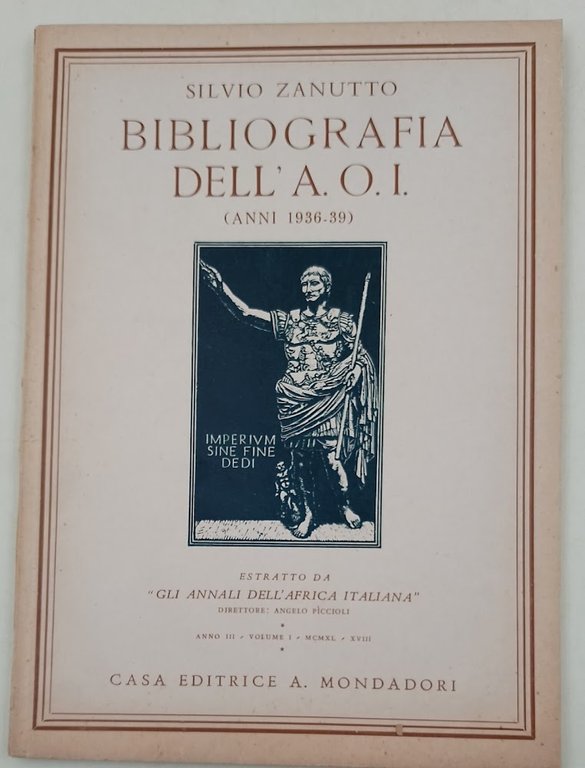 SILVIO ZANUTTO
BIBLIOGRAFIA
DELL'A. O. I.
(ANNI 1936-39)
IMPERIVM
SINE FINE
DEDI
ESTRATTO DA
"GLI ANNALI DELL'AFRICA ITALIANA"
DIRETTORE: ANGELO PÌCCIOLI
ANNO III - VOLUME I - MCMXL - XVIII
CASA EDITRICE A. MONDADORI